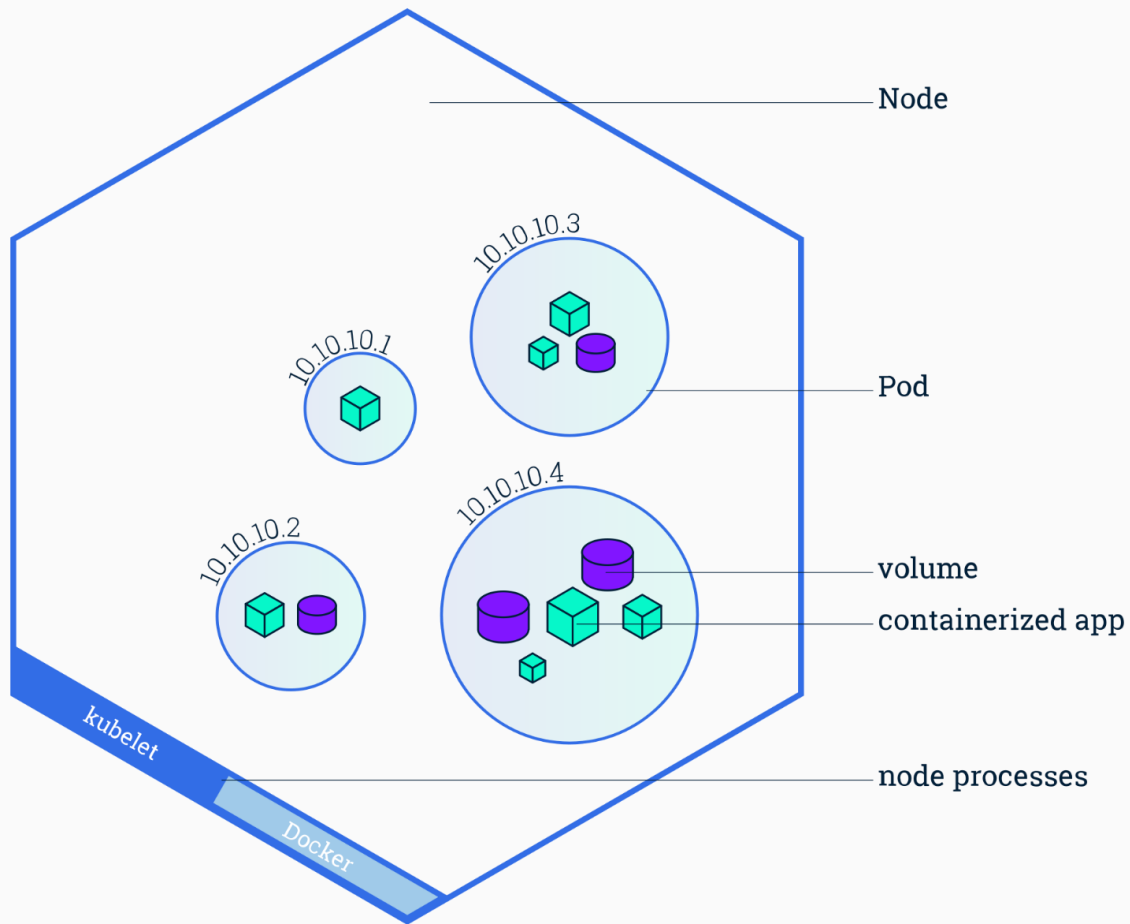 Node
10.10.10.3
10.10.10.1
Pod
10.10.10.4
10.10.10.2
volume
containerized app
kubelet
node processes
Docker